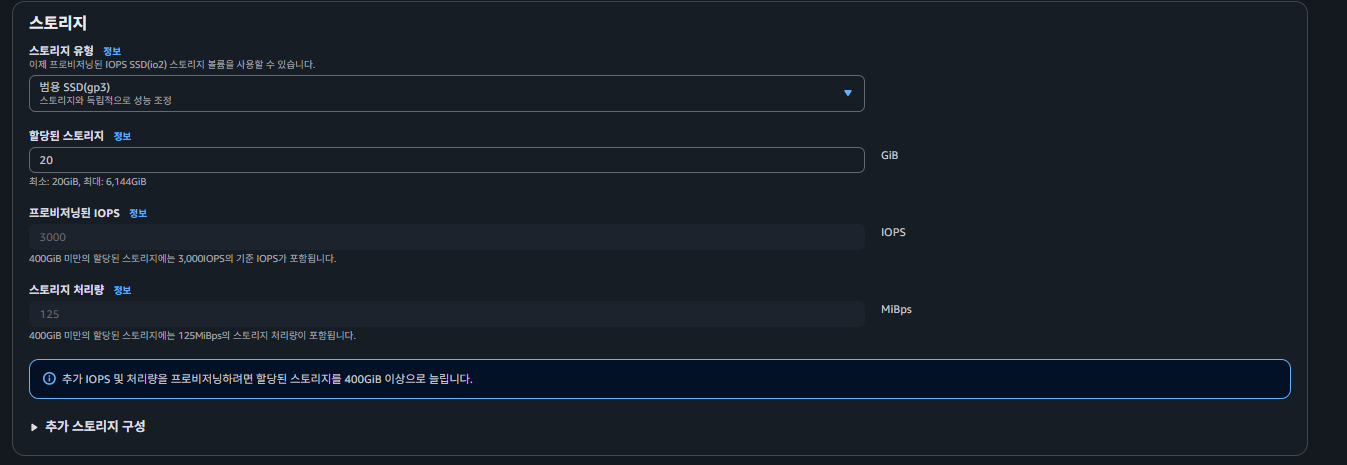 스토리지
스토리지 유형 정보
이제 프로비저닝된 IOPS SSD(io2) 스토리지 볼륨을 사용할 수 있습니다.
범용 SSD(gp3)
스토리지와 독립적으로 성능 조정
할당된 스토리지 정보
20 GiB
최소: 20GiB, 최대: 6,144GiB
프로비저닝된 IOPS 정보
3000 IOPS
400GiB 미만의 할당된 스토리지에는 3,000IOPS의 기준 IOPS가 포함됩니다.
스토리지 처리량 정보
125 MiBps
400GiB 미만의 할당된 스토리지에는 125MiBps의 스토리지 처리량이 포함됩니다.
추가 IOPS 및 처리량을 프로비저닝하려면 할당된 스토리지를 400GiB 이상으로 늘립니다.
추가 스토리지 구성